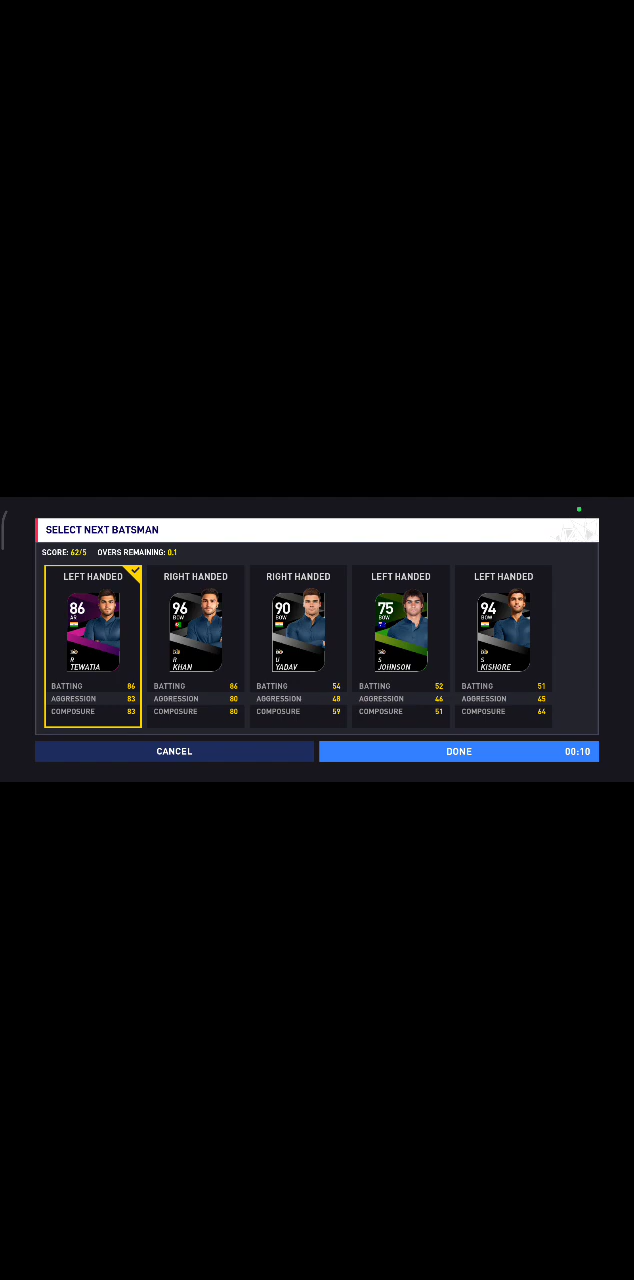 SELECT NEXT BATSMAN
SCORE: 62/5 OVERS REMAINING: 0.1
LEFT HANDED
86
AR
R
TEWATIA
BATTING 86
AGGRESSION 83
COMPOSURE 83
RIGHT HANDED
96
BOW
R
KHAN
BATTING 86
AGGRESSION 80
COMPOSURE 80
RIGHT HANDED
90
BOW
U
YADAV
BATTING 54
AGGRESSION 48
COMPOSURE 59
LEFT HANDED
75
BOW
S
JOHNSON
BATTING 52
AGGRESSION 46
COMPOSURE 51
LEFT HANDED
94
BOW
S
KISHORE
BATTING 51
AGGRESSION 45
COMPOSURE 64
CANCEL
DONE 00:10